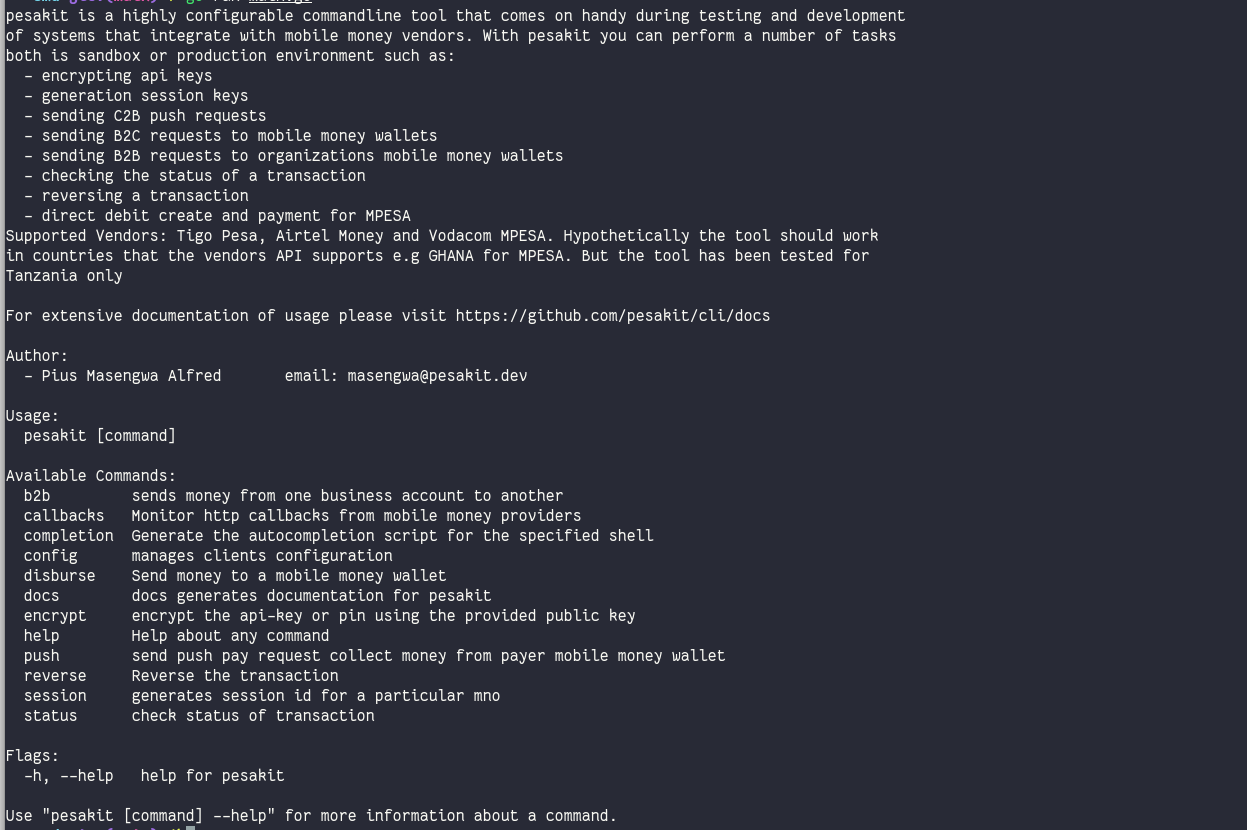 pesakit is a highly configurable commandline tool that comes on handy during testing and development
of systems that integrate with mobile money vendors. With pesakit you can perform a number of tasks
both is sandbox or production environment such as:
- encrypting api keys
- generation session keys
- sending C2B push requests
- sending B2C requests to mobile money wallets
- sending B2B requests to organizations mobile money wallets
- checking the status of a transaction
- reversing a transaction
- direct debit create and payment for MPESA
Supported Vendors: Tigo Pesa, Airtel Money and Vodacom MPESA. Hypothetically the tool should work
in countries that the vendors API supports e.g GHANA for MPESA. But the tool has been tested for
Tanzania only
For extensive documentation of usage please visit https://github.com/pesakit/cli/docs
Author:
- Pius Masengwa Alfred       email: masengwa@pesakit.dev
Usage:
pesakit [command]
Available Commands:
b2b         sends money from one business account to another
callbacks   Monitor http callbacks from mobile money providers
completion  Generate the autocompletion script for the specified shell
config      manages clients configuration
disburse    Send money to a mobile money wallet
docs        docs generates documentation for pesakit
encrypt     encrypt the api-key or pin using the provided public key
help        Help about any command
push        send push pay request collect money from payer mobile money wallet
reverse     Reverse the transaction
session     generates session id for a particular mno
status      check status of transaction
Flags:
-h, --help   help for pesakit
Use "pesakit [command] --help" for more information about a command.